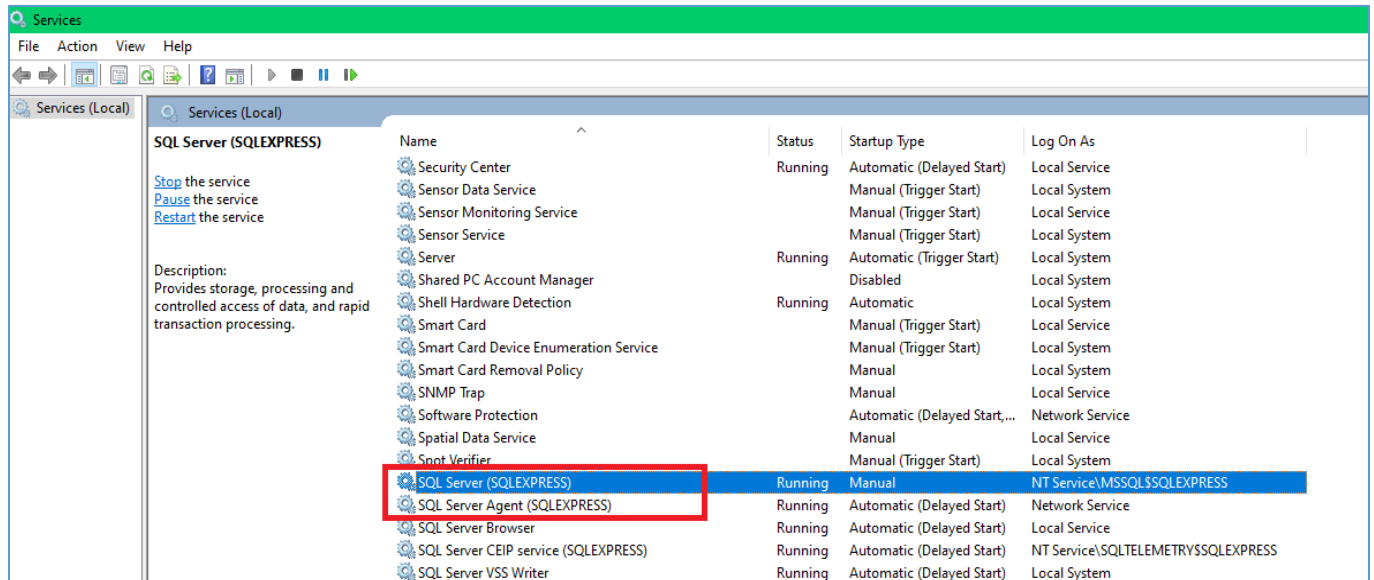 Services
File Action View Help
Services (Local)
Services (Local)
SQL Server (SQLEXPRESS)
Stop the service
Pause the service
Restart the service
Description:
Provides storage, processing and
controlled access of data, and rapid
transaction processing.
Name Status Startup Type Log On As
Security Center Running Automatic (Delayed Start) Local Service
Sensor Data Service Manual (Trigger Start) Local System
Sensor Monitoring Service Manual (Trigger Start) Local Service
Sensor Service Manual (Trigger Start) Local System
Server Running Automatic (Trigger Start) Local System
Shared PC Account Manager Disabled Local System
Shell Hardware Detection Running Automatic Local System
Smart Card Manual (Trigger Start) Local Service
Smart Card Device Enumeration Service Manual (Trigger Start) Local System
Smart Card Removal Policy Manual Local System
SNMP Trap Manual Local Service
Software Protection Automatic (Delayed Start,... Network Service
Spatial Data Service Manual Local Service
Spot Verifier Manual (Trigger Start) Local System
SQL Server (SQLEXPRESS) Running Manual NT Service\MSSQL$SQLEXPRESS
SQL Server Agent (SQLEXPRESS) Running Automatic (Delayed Start) Network Service
SQL Server Browser Running Automatic (Delayed Start) Local Service
SQL Server CEIP service (SQLEXPRESS) Running Automatic (Delayed Start) NT Service\SQLTELEMETRY$SQLEXPRESS
SQL Server VSS Writer Running Automatic (Delayed Start) Local System